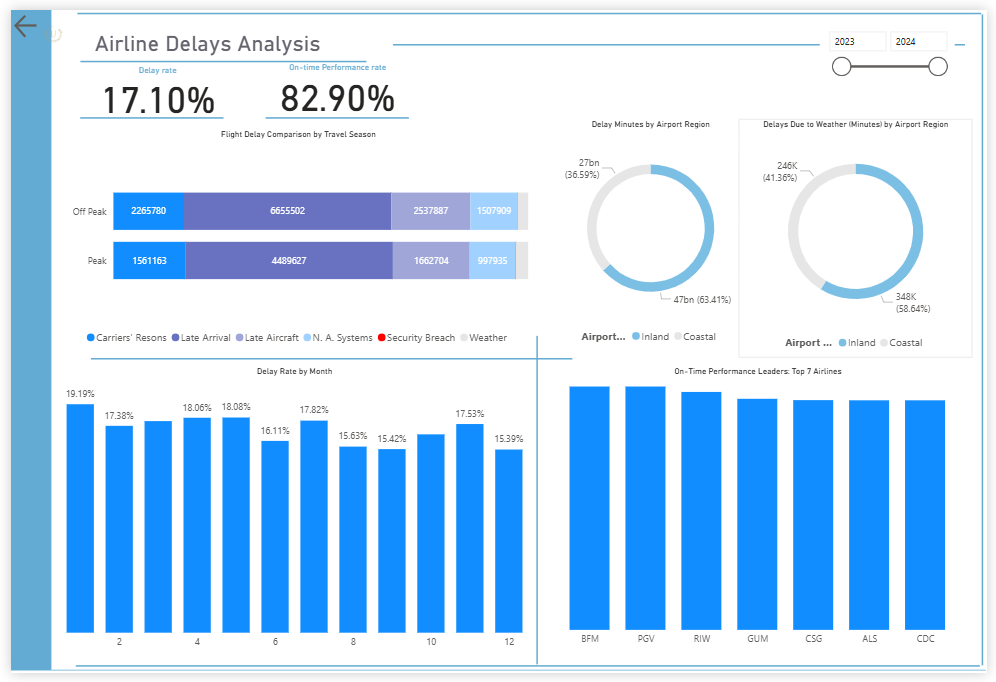 Airline Delays Analysis
2023
2024
Delay rate
17.10%
On-time Performance rate
82.90%
Flight Delay Comparison by Travel Season
Off Peak
2265780
6655502
2537887
1507909
Peak
1561163
4489627
1662704
997935
Carriers' Resons
Late Arrival
Late Aircraft
N. A. Systems
Security Breach
Weather
Delay Minutes by Airport Region
27bn
(36.59%)
47bn (63.41%)
Airport...
Inland
Coastal
Delays Due to Weather (Minutes) by Airport Region
246K
(41.36%)
348K
(58.64%)
Airport ...
Inland
Coastal
Delay Rate by Month
19.19%
17.38%
18.06%
18.08%
16.11%
17.82%
15.63%
15.42%
17.53%
15.39%
2
4
6
8
10
12
On-Time Performance Leaders: Top 7 Airlines
BFM
PGV
RIW
GUM
CSG
ALS
CDC